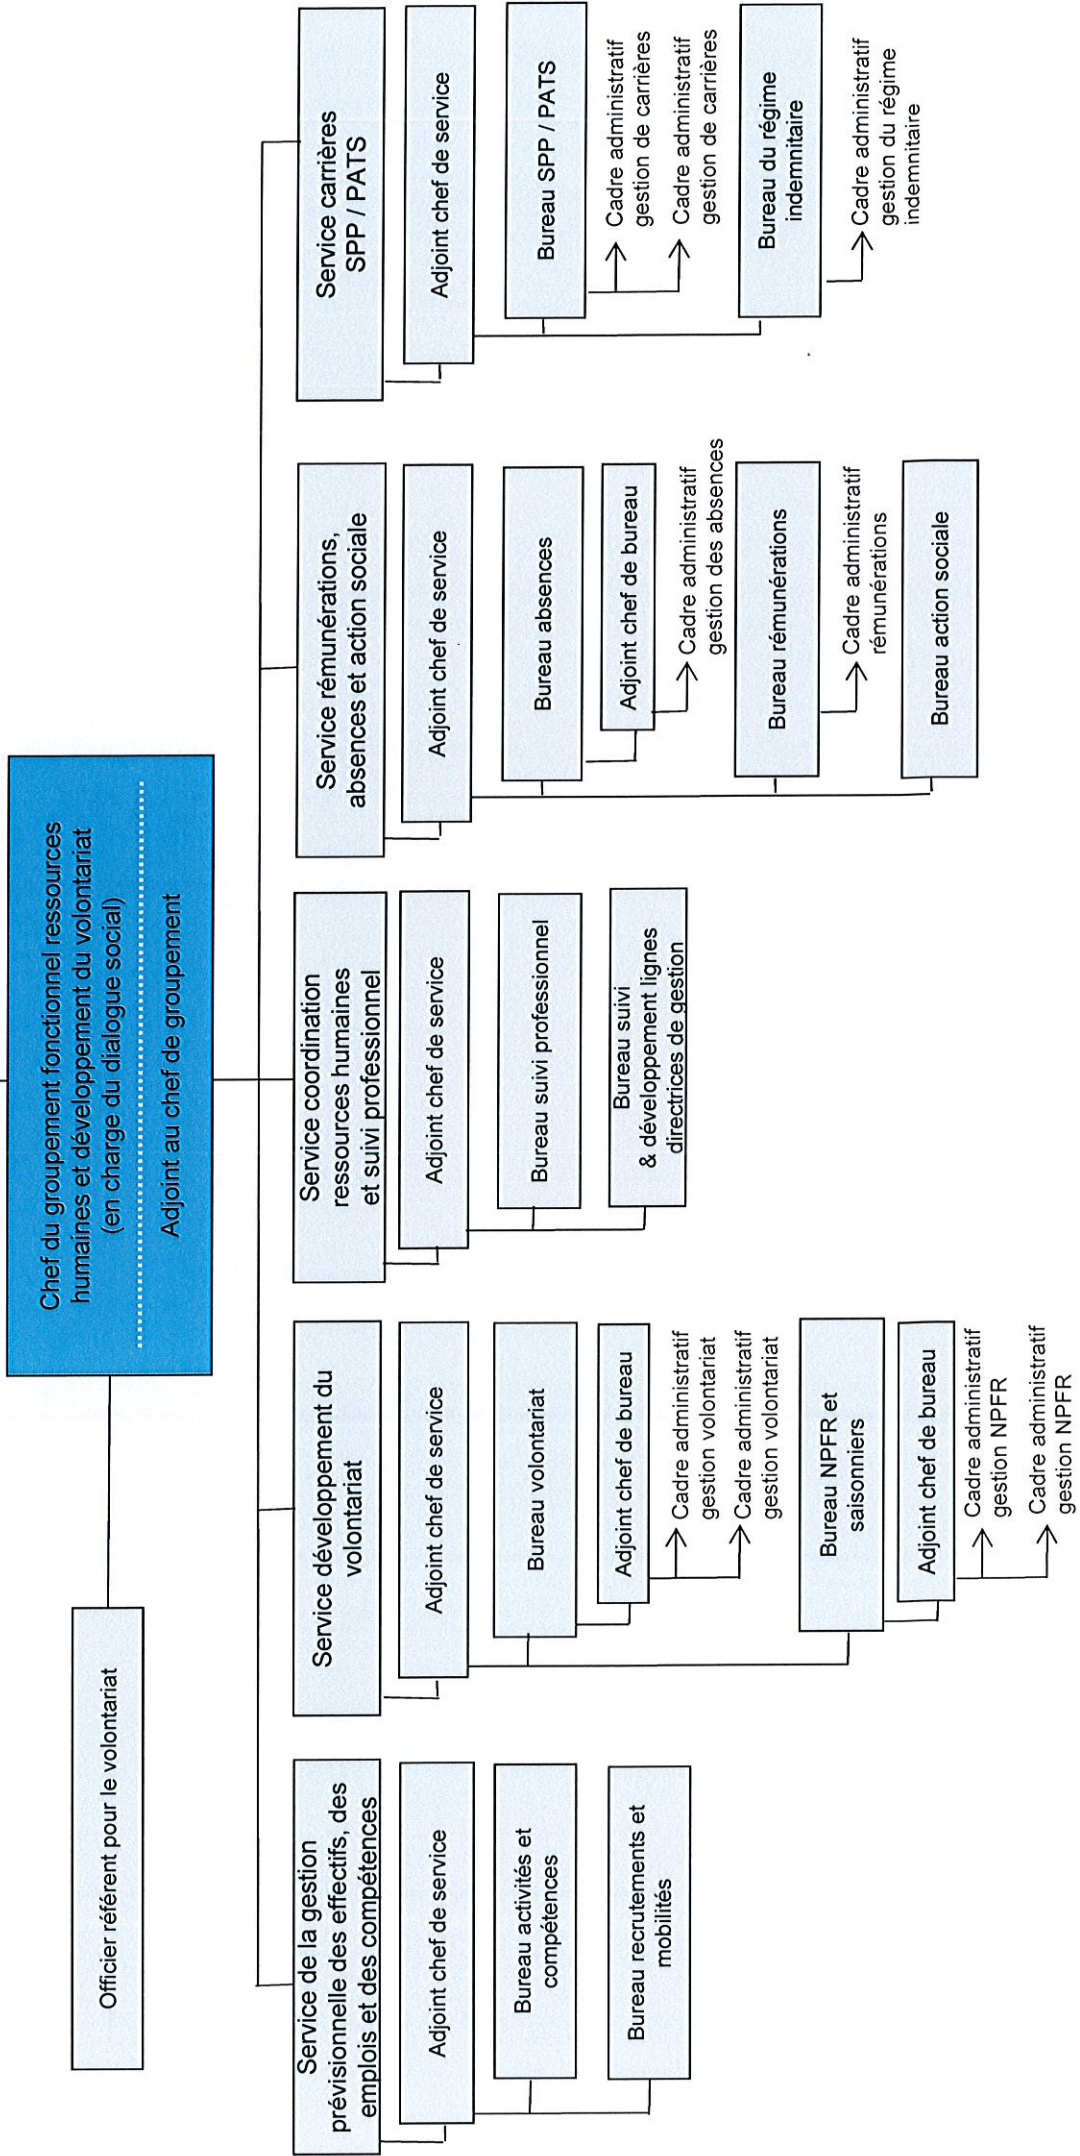 Chef du groupement fonctionnel ressources
humaines et développement du volontariat
(en charge du dialogue social)
Adjoint au chef de groupement
Officier référent pour le volontariat
Service de la gestion
prévisionnelle des effectifs, des
emplois et des compétences
Adjoint chef de service
Bureau activités et
compétences
Bureau recrutements et
mobilités
Service développement du
volontariat
Adjoint chef de service
Bureau volontariat
Adjoint chef de bureau
Cadre administratif
gestion volontariat
Cadre administratif
gestion volontariat
Bureau NPFR et
saisonniers
Adjoint chef de bureau
Cadre administratif
gestion NPFR
Cadre administratif
gestion NPFR
Service coordination
ressources humaines
et suivi professionnel
Adjoint chef de service
Bureau suivi professionnel
Bureau suivi
& développement lignes
directrices de gestion
Service rémunérations,
absences et action sociale
Adjoint chef de service
Bureau absences
Adjoint chef de bureau
Cadre administratif
gestion des absences
Bureau rémunérations
Cadre administratif
rémunérations
Bureau action sociale
Service carrières
SPP / PATS
Adjoint chef de service
Bureau SPP / PATS
Cadre administratif
gestion de carrières
Cadre administratif
gestion de carrières
Bureau du régime
indemnitaire
Cadre administratif
gestion du régime
indemnitaire